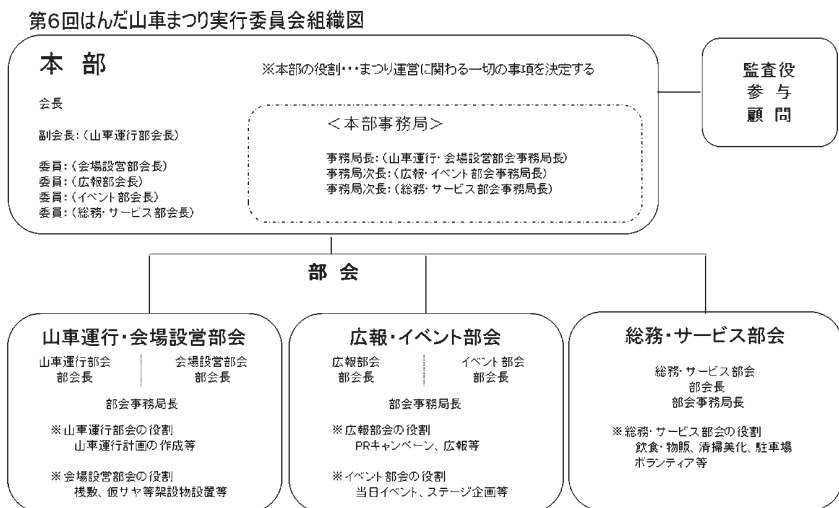 第6回はんだ山車まつり実行委員会組織図
本部
※本部の役割・・・まつり運営に関わる一切の事項を決定する
会長
副会長:(山車運行部会長)
委員:(会場設営部会長)
委員:(広報部会長)
委員:(イベント部会長)
委員:(総務・サービス部会長)
<本部事務局>
事務局長:(山車運行・会場設営部会事務局長)
事務局次長:(広報・イベント部会事務局長)
事務局次長:(総務・サービス部会事務局長)
監査役
参与
顧問
部会
山車運行・会場設営部会
山車運行部会 会場設営部会
部会長 部会長
部会事務局長
※山車運行部会の役割
山車運行計画の作成等
※会場設営部会の役割
桟敷、仮サヤ等架設物設置等
広報・イベント部会
広報部会 イベント部会
部会長 部会長
部会事務局長
※広報部会の役割
PRキャンペーン、広報等
※イベント部会の役割
当日イベント、ステージ企画等
総務・サービス部会
総務・サービス部会
部会長
部会事務局長
※総務・サービス部会の役割
飲食・物販、清掃美化、駐車場
ボランティア等